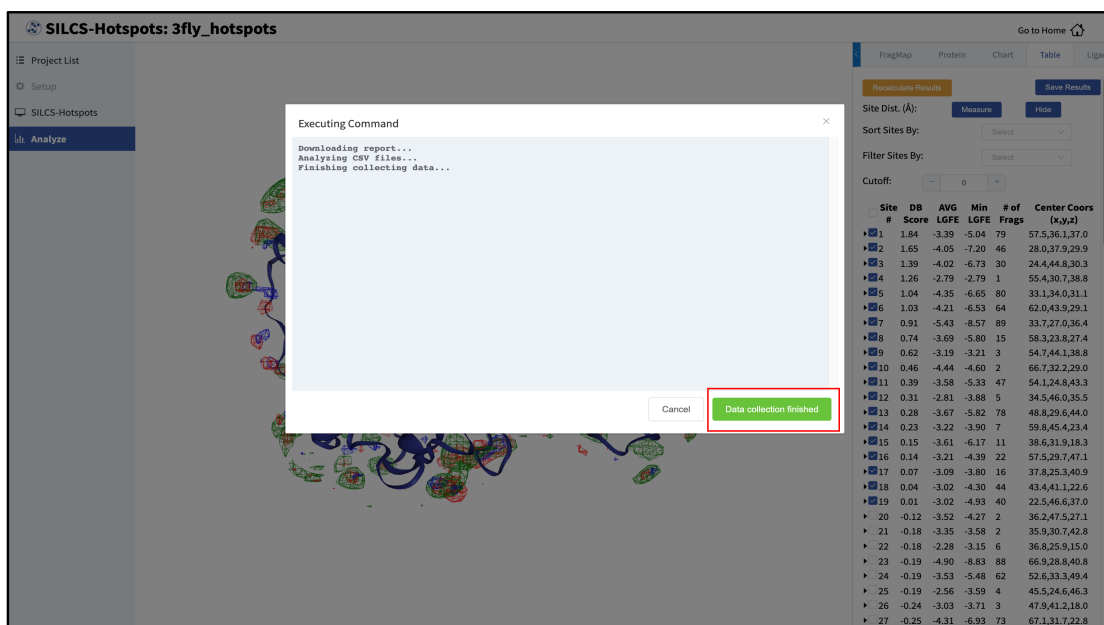 SILCS-Hotspots: 3fly_hotspots
Go to Home
Project List
Setup
SILCS-Hotspots
Analyze
Executing Command
Downloading report...
Analyzing CSV files...
Finishing collecting data...
Cancel
Data collection finished
FragMap Protein Chart Table
Recalculate Results Save Results
Site Dist. (Å): Measure Hide
Sort Sites By: Select
Filter Sites By: Select
Cutoff: − 0 +
Site DB AVG Min # of Center Coors
# Score LGFE LGFE Frags (x,y,z)
1 1.84 -3.39 -5.04 79 57.5,36.1,37.0
2 1.65 -4.05 -7.20 46 28.0,37.9,29.9
3 1.39 -4.02 -6.73 30 24.4,44.8,30.3
4 1.26 -2.79 -2.79 1 55.4,30.7,38.8
5 1.04 -4.35 -6.65 80 33.1,34.0,31.1
6 1.03 -4.21 -6.53 64 62.0,43.9,29.1
7 0.91 -5.43 -8.57 89 33.7,27.0,36.4
8 0.74 -3.69 -5.80 15 58.3,23.8,27.4
9 0.62 -3.19 -3.21 3 54.7,44.1,38.8
10 0.46 -4.44 -4.60 2 66.7,32.2,29.0
11 0.39 -3.58 -5.33 47 54.1,24.8,43.3
12 0.31 -2.81 -3.88 5 34.5,46.0,35.5
13 0.28 -3.67 -5.82 78 48.8,29.6,44.0
14 0.23 -3.22 -3.90 7 59.8,45.4,23.4
15 0.15 -3.61 -6.17 11 38.6,31.9,18.3
16 0.14 -3.21 -4.39 22 57.5,29.7,47.1
17 0.07 -3.09 -3.80 16 37.8,25.3,40.9
18 0.04 -3.02 -4.30 44 43.4,41.1,22.6
19 0.01 -3.02 -4.93 40 22.5,46.6,37.0
20 -0.12 -3.52 -4.27 2 36.2,47.5,27.1
21 -0.18 -3.35 -3.58 2 35.9,30.7,42.8
22 -0.18 -2.28 -3.15 6 36.8,25.9,15.0
23 -0.19 -4.90 -8.83 88 66.9,28.8,40.8
24 -0.19 -3.53 -5.48 62 52.6,33.3,49.4
25 -0.19 -2.56 -3.59 4 45.5,24.6,46.3
26 -0.24 -3.03 -3.71 3 47.9,41.2,18.0
27 -0.25 -4.31 -6.93 73 67.1,31.7,22.8